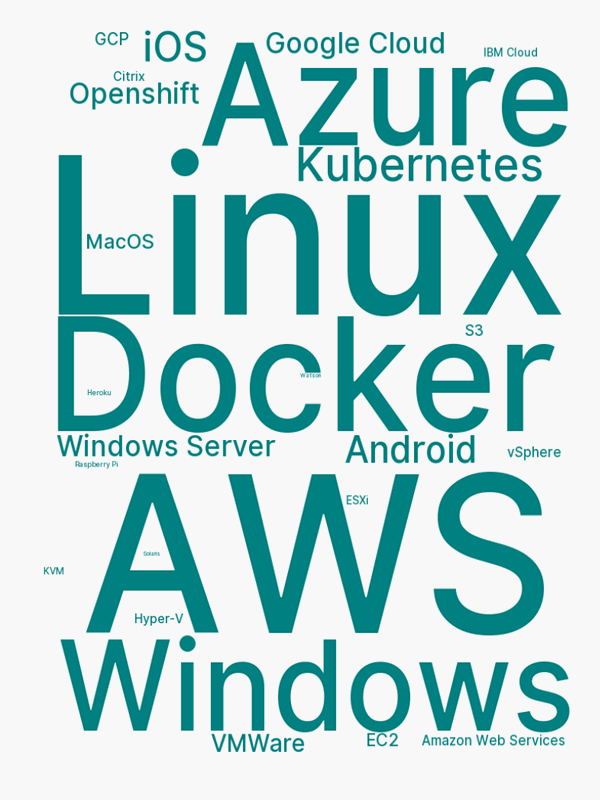 GCP
iOS
Google Cloud
IBM Cloud
Citrix
Openshift
Azure
Kubernetes
Linux
MacOS
S3
Docker
Watson
Heroku
Windows Server
Android
vSphere
Raspberry Pi
AWS
ESXi
Solaris
KVM
Hyper-V
Windows
VMWare
EC2
Amazon Web Services